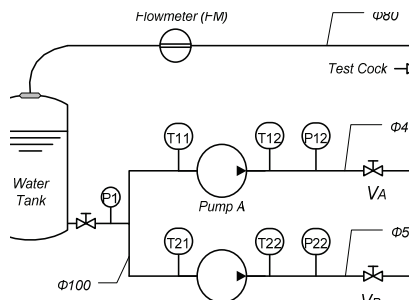 Flowmeter (FM)
Φ80
Test Cock
T11
T12
P12
Φ4
Water
Tank
P1
Pump A
VA
T21
T22
P22
Φ5
Φ100